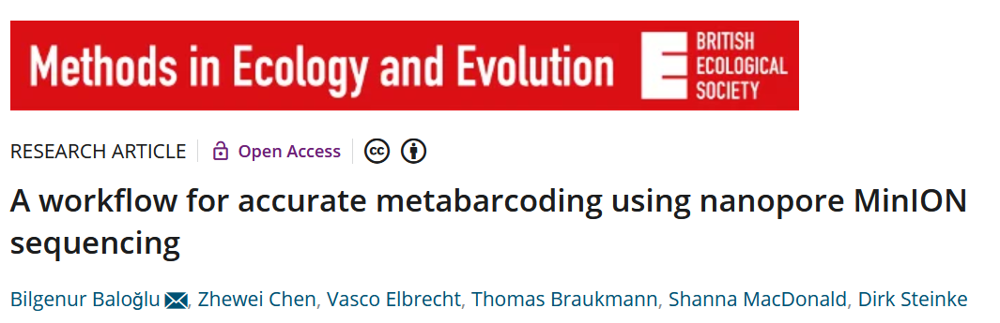 Methods in Ecology and Evolution
BRITISH
ECOLOGICAL
SOCIETY
RESEARCH ARTICLE Open Access cc
A workflow for accurate metabarcoding using nanopore MinION
sequencing
Bilgenur Baloğlu, Zhewei Chen, Vasco Elbrecht, Thomas Braukmann, Shanna MacDonald, Dirk Steinke